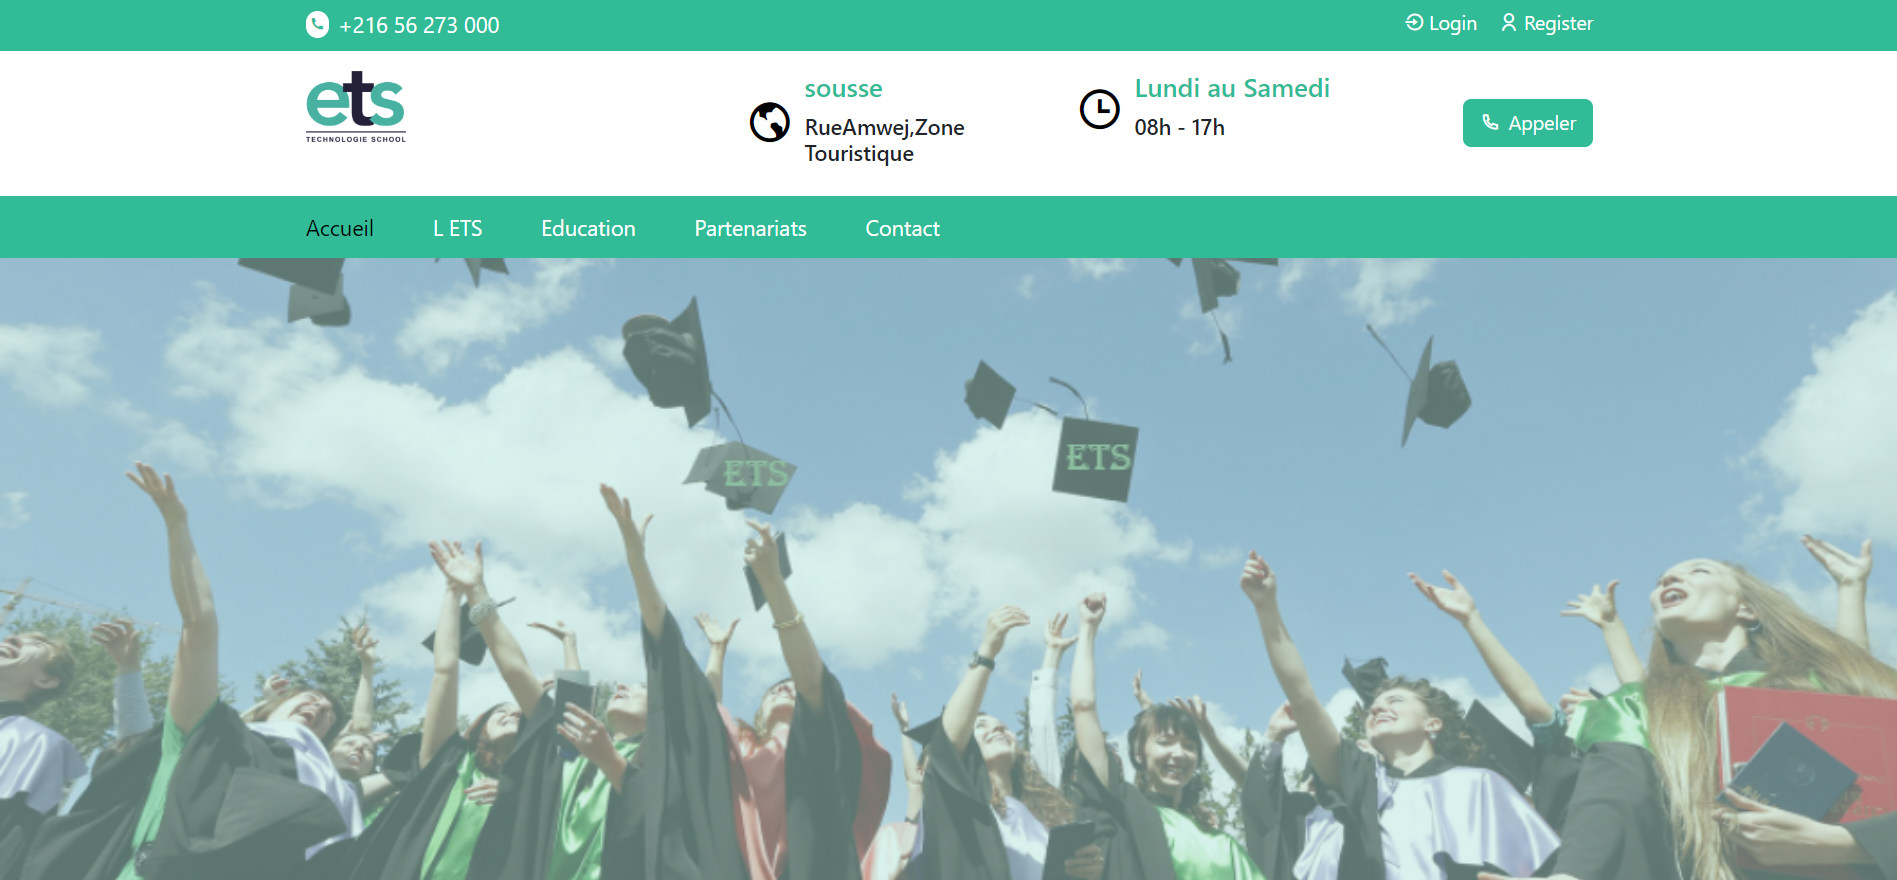 +216 56 273 000
Login
Register
ets
TECHNOLOGIE SCHOOL
sousse
RueAmwej,Zone
Touristique
Lundi au Samedi
08h - 17h
Appeler
Accueil
L ETS
Education
Partenariats
Contact
ETS
ETS